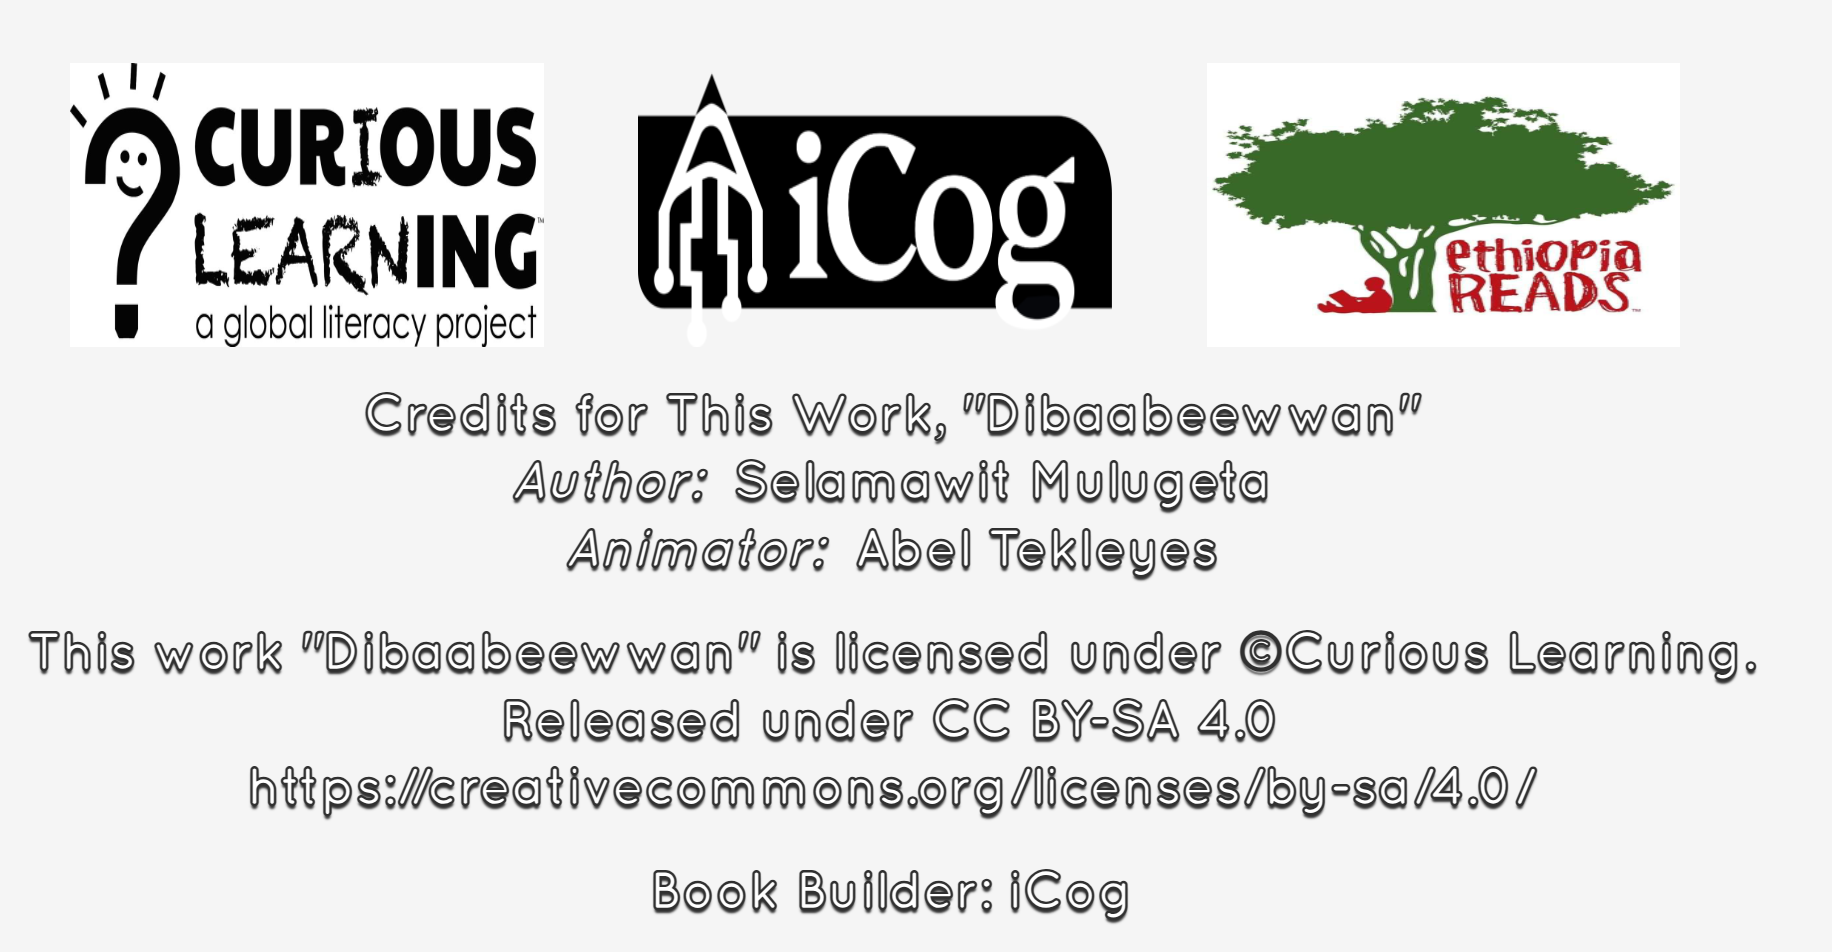 CURIOUS
LEARNING™
a global literacy project
iCog
ethiopia
READS™
Credits for This Work, "Dibaabeewwan"
Author: Selamawit Mulugeta
Animator: Abel Tekleyes
This work "Dibaabeewwan" is licensed under ©Curious Learning.
Released under CC BY-SA 4.0
https://creativecommons.org/licenses/by-sa/4.0/
Book Builder: iCog